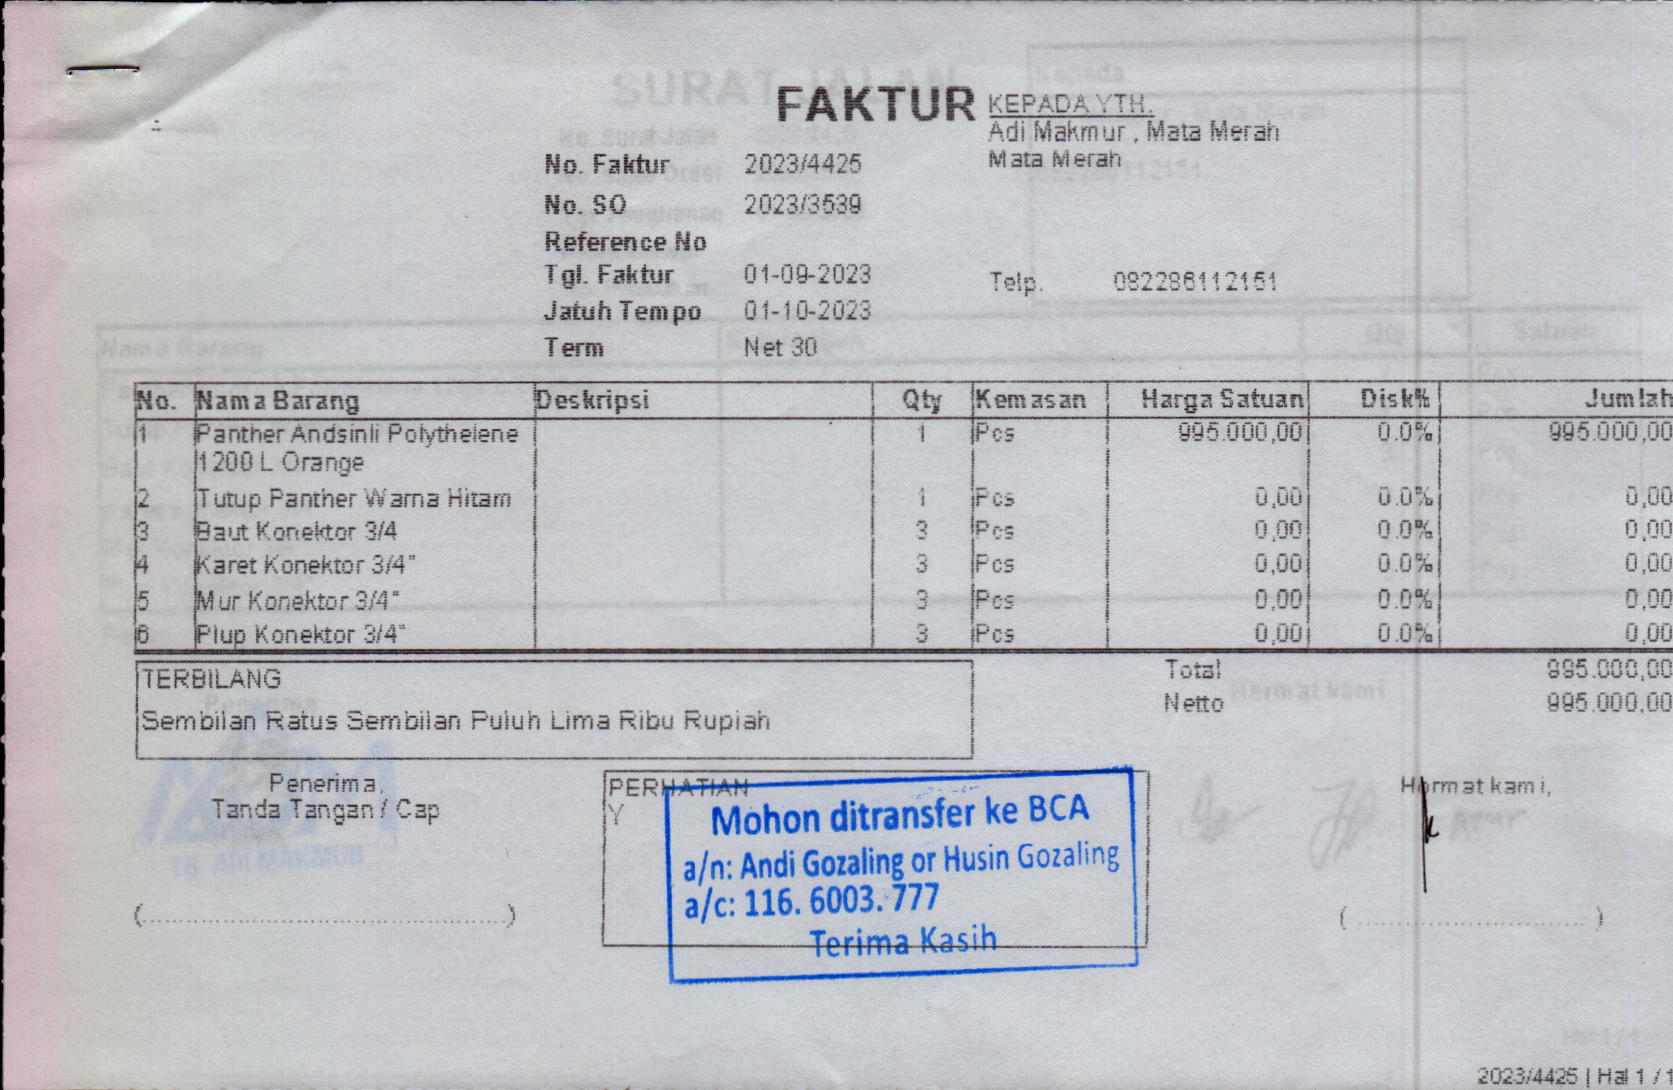 FAKTUR
KEPADA YTH.
Adi Makmur , Mata Merah
Mata Merah
No. Faktur 2023/4425
No. SO 2023/3539
Reference No
Tgl. Faktur 01-09-2023
Telp. 082286112151
Jatuh Tempo 01-10-2023
Term Net 30
No. Nama Barang Deskripsi Qty Kemasan Harga Satuan Disk% Jumlah
1 Panther Andsinli Polythelene 1 Pcs 995.000,00 0.0% 995.000,00
1200 L Orange
2 Tutup Panther Warna Hitam 1 Pcs 0,00 0.0% 0,00
3 Baut Konektor 3/4 3 Pcs 0,00 0.0% 0,00
4 Karet Konektor 3/4" 3 Pcs 0,00 0.0% 0,00
5 Mur Konektor 3/4" 3 Pcs 0,00 0.0% 0,00
6 Plup Konektor 3/4" 3 Pcs 0,00 0.0% 0,00
TERBILANG
Sembilan Ratus Sembilan Puluh Lima Ribu Rupiah
Total 995.000,00
Netto 995.000,00
Penerima,
Tanda Tangan / Cap
PERHATIAN
Y
Mohon ditransfer ke BCA
a/n: Andi Gozaling or Husin Gozaling
a/c: 116. 6003. 777
Terima Kasih
Hormat kami,
2023/4425 | Hal 1 / 1